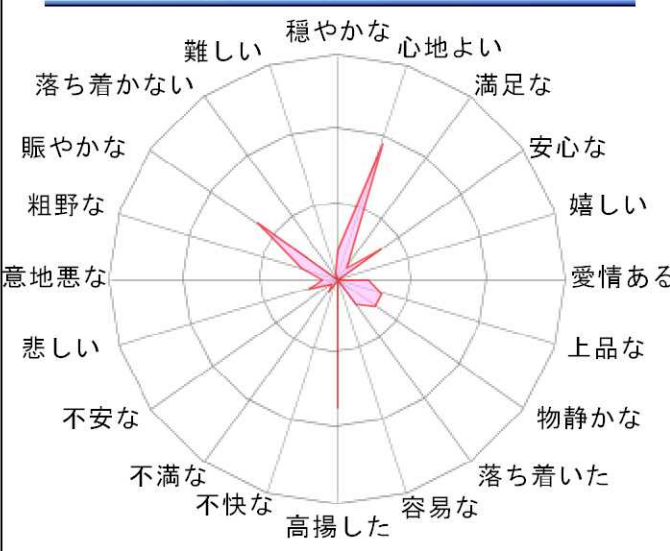 穏やかな
心地よい
満足な
安心な
嬉しい
愛情ある
上品な
物静かな
落ち着いた
容易な
高揚した
不快な
不満な
不安な
悲しい
意地悪な
粗野な
賑やかな
落ち着かない
難しい